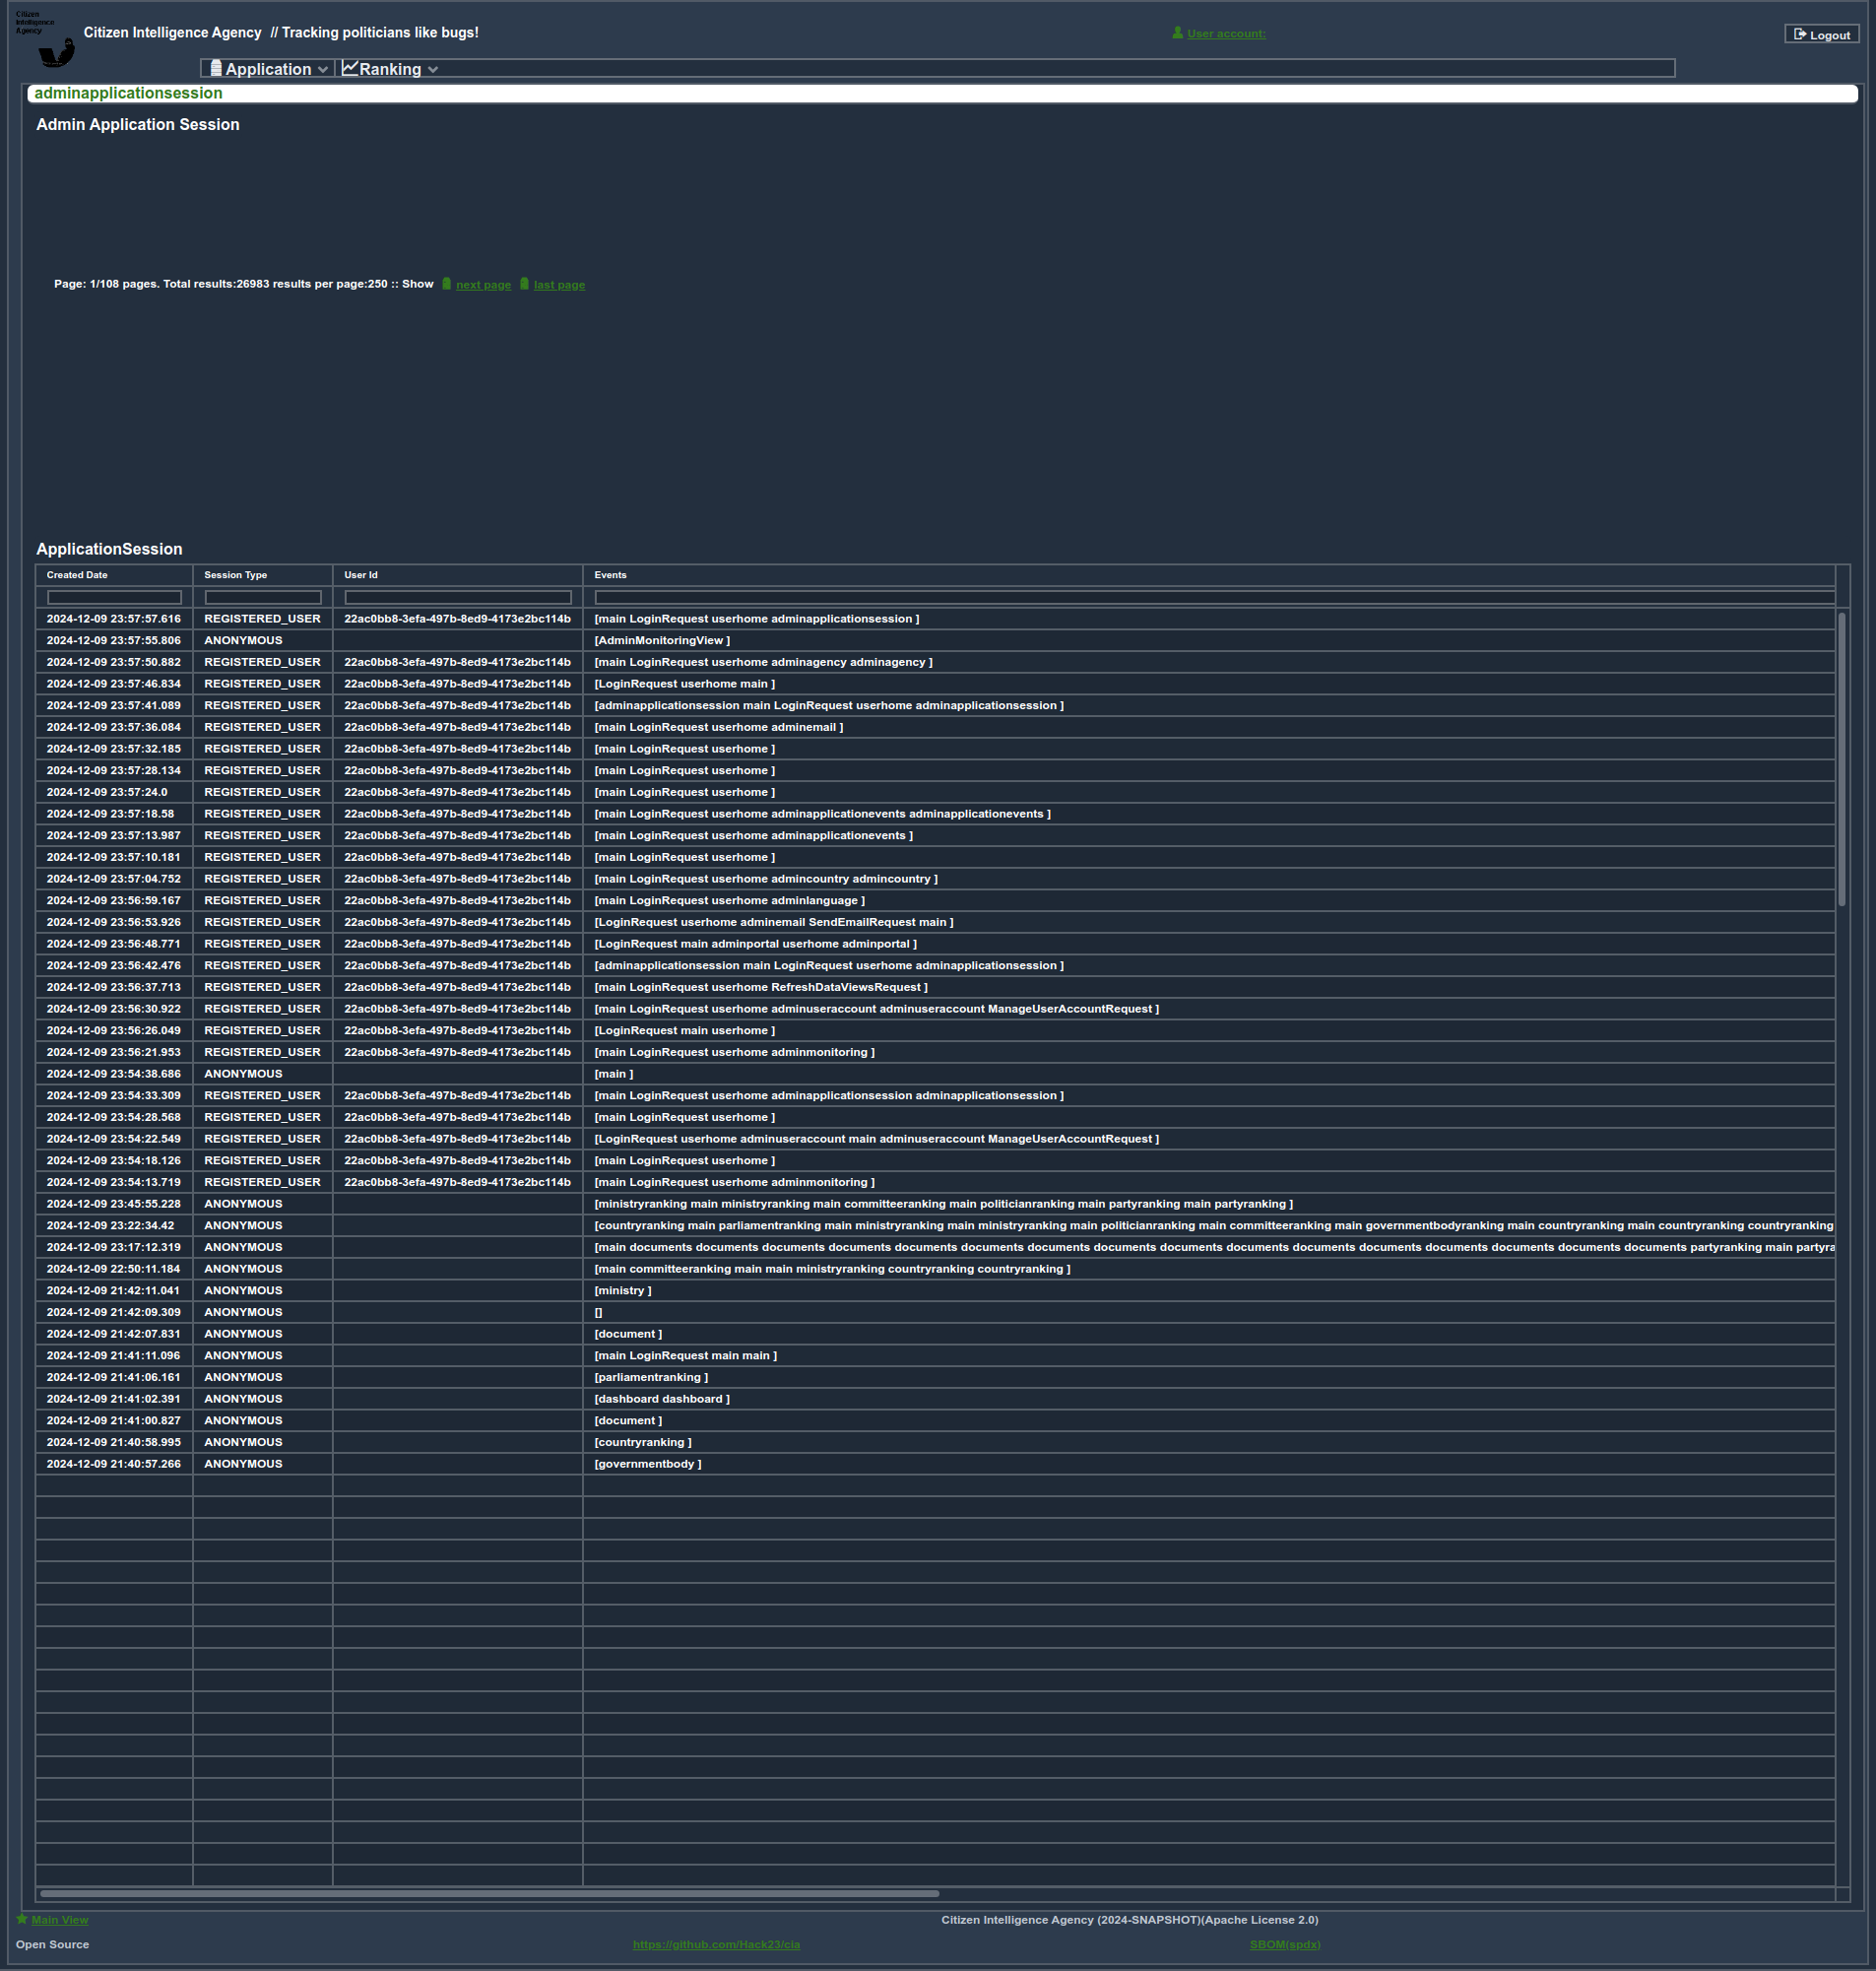 Citizen
Intelligence
Agency
Citizen Intelligence Agency // Tracking politicians like bugs!
User account:
Logout
Application Ranking
adminapplicationsession
Admin Application Session
Page: 1/108 pages. Total results:26983 results per page:250 :: Show next page last page
ApplicationSession
Created Date Session Type User Id Events
2024-12-09 23:57:57.616 REGISTERED_USER 22ac0bb8-3efa-497b-8ed9-4173e2bc114b [main LoginRequest userhome adminapplicationsession ]
2024-12-09 23:57:55.806 ANONYMOUS [AdminMonitoringView ]
2024-12-09 23:57:50.882 REGISTERED_USER 22ac0bb8-3efa-497b-8ed9-4173e2bc114b [main LoginRequest userhome adminagency adminagency ]
2024-12-09 23:57:46.834 REGISTERED_USER 22ac0bb8-3efa-497b-8ed9-4173e2bc114b [LoginRequest userhome main ]
2024-12-09 23:57:41.089 REGISTERED_USER 22ac0bb8-3efa-497b-8ed9-4173e2bc114b [adminapplicationsession main LoginRequest userhome adminapplicationsession ]
2024-12-09 23:57:36.084 REGISTERED_USER 22ac0bb8-3efa-497b-8ed9-4173e2bc114b [main LoginRequest userhome adminemail ]
2024-12-09 23:57:32.185 REGISTERED_USER 22ac0bb8-3efa-497b-8ed9-4173e2bc114b [main LoginRequest userhome ]
2024-12-09 23:57:28.134 REGISTERED_USER 22ac0bb8-3efa-497b-8ed9-4173e2bc114b [main LoginRequest userhome ]
2024-12-09 23:57:24.0 REGISTERED_USER 22ac0bb8-3efa-497b-8ed9-4173e2bc114b [main LoginRequest userhome ]
2024-12-09 23:57:18.58 REGISTERED_USER 22ac0bb8-3efa-497b-8ed9-4173e2bc114b [main LoginRequest userhome adminapplicationevents adminapplicationevents ]
2024-12-09 23:57:13.987 REGISTERED_USER 22ac0bb8-3efa-497b-8ed9-4173e2bc114b [main LoginRequest userhome adminapplicationevents ]
2024-12-09 23:57:10.181 REGISTERED_USER 22ac0bb8-3efa-497b-8ed9-4173e2bc114b [main LoginRequest userhome ]
2024-12-09 23:57:04.752 REGISTERED_USER 22ac0bb8-3efa-497b-8ed9-4173e2bc114b [main LoginRequest userhome admincountry admincountry ]
2024-12-09 23:56:59.167 REGISTERED_USER 22ac0bb8-3efa-497b-8ed9-4173e2bc114b [main LoginRequest userhome adminlanguage ]
2024-12-09 23:56:53.926 REGISTERED_USER 22ac0bb8-3efa-497b-8ed9-4173e2bc114b [LoginRequest userhome adminemail SendEmailRequest main ]
2024-12-09 23:56:48.771 REGISTERED_USER 22ac0bb8-3efa-497b-8ed9-4173e2bc114b [LoginRequest main adminportal userhome adminportal ]
2024-12-09 23:56:42.476 REGISTERED_USER 22ac0bb8-3efa-497b-8ed9-4173e2bc114b [adminapplicationsession main LoginRequest userhome adminapplicationsession ]
2024-12-09 23:56:37.713 REGISTERED_USER 22ac0bb8-3efa-497b-8ed9-4173e2bc114b [main LoginRequest userhome RefreshDataViewsRequest ]
2024-12-09 23:56:30.922 REGISTERED_USER 22ac0bb8-3efa-497b-8ed9-4173e2bc114b [main LoginRequest userhome adminuseraccount adminuseraccount ManageUserAccountRequest ]
2024-12-09 23:56:26.049 REGISTERED_USER 22ac0bb8-3efa-497b-8ed9-4173e2bc114b [LoginRequest main userhome ]
2024-12-09 23:56:21.953 REGISTERED_USER 22ac0bb8-3efa-497b-8ed9-4173e2bc114b [main LoginRequest userhome adminmonitoring ]
2024-12-09 23:54:38.686 ANONYMOUS [main ]
2024-12-09 23:54:33.309 REGISTERED_USER 22ac0bb8-3efa-497b-8ed9-4173e2bc114b [main LoginRequest userhome adminapplicationsession adminapplicationsession ]
2024-12-09 23:54:28.568 REGISTERED_USER 22ac0bb8-3efa-497b-8ed9-4173e2bc114b [main LoginRequest userhome ]
2024-12-09 23:54:22.549 REGISTERED_USER 22ac0bb8-3efa-497b-8ed9-4173e2bc114b [LoginRequest userhome adminuseraccount main adminuseraccount ManageUserAccountRequest ]
2024-12-09 23:54:18.126 REGISTERED_USER 22ac0bb8-3efa-497b-8ed9-4173e2bc114b [main LoginRequest userhome ]
2024-12-09 23:54:13.719 REGISTERED_USER 22ac0bb8-3efa-497b-8ed9-4173e2bc114b [main LoginRequest userhome adminmonitoring ]
2024-12-09 23:45:55.228 ANONYMOUS [ministryranking main ministryranking main committeeranking main politicianranking main partyranking main partyranking ]
2024-12-09 23:22:34.42 ANONYMOUS [countryranking main parliamentranking main ministryranking main ministryranking main politicianranking main committeeranking main governmentbodyranking main countryranking main countryranking countryranking
2024-12-09 23:17:12.319 ANONYMOUS [main documents documents documents documents documents documents documents documents documents documents documents documents documents documents documents documents partyranking main partyra
2024-12-09 22:50:11.184 ANONYMOUS [main committeeranking main main ministryranking countryranking countryranking ]
2024-12-09 21:42:11.041 ANONYMOUS [ministry ]
2024-12-09 21:42:09.309 ANONYMOUS []
2024-12-09 21:42:07.831 ANONYMOUS [document ]
2024-12-09 21:41:11.096 ANONYMOUS [main LoginRequest main main ]
2024-12-09 21:41:06.161 ANONYMOUS [parliamentranking ]
2024-12-09 21:41:02.391 ANONYMOUS [dashboard dashboard ]
2024-12-09 21:41:00.827 ANONYMOUS [document ]
2024-12-09 21:40:58.995 ANONYMOUS [countryranking ]
2024-12-09 21:40:57.266 ANONYMOUS [governmentbody ]
Main View Citizen Intelligence Agency (2024-SNAPSHOT)(Apache License 2.0)
Open Source https://github.com/Hack23/cia SBOM(spdx)